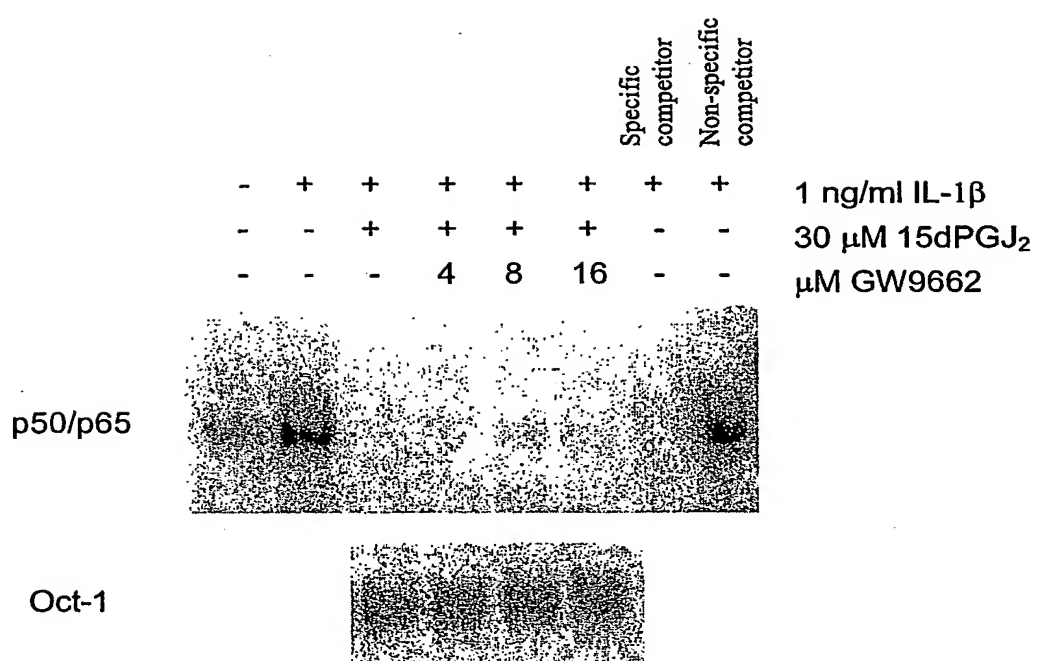 Specific
competitor
Non-specific
competitor
- + + + + + + + 1 ng/ml IL-1β
- - + + + + - - 30 μM 15dPGJ₂
- - - 4 8 16 - - μM GW9662
p50/p65
Oct-1